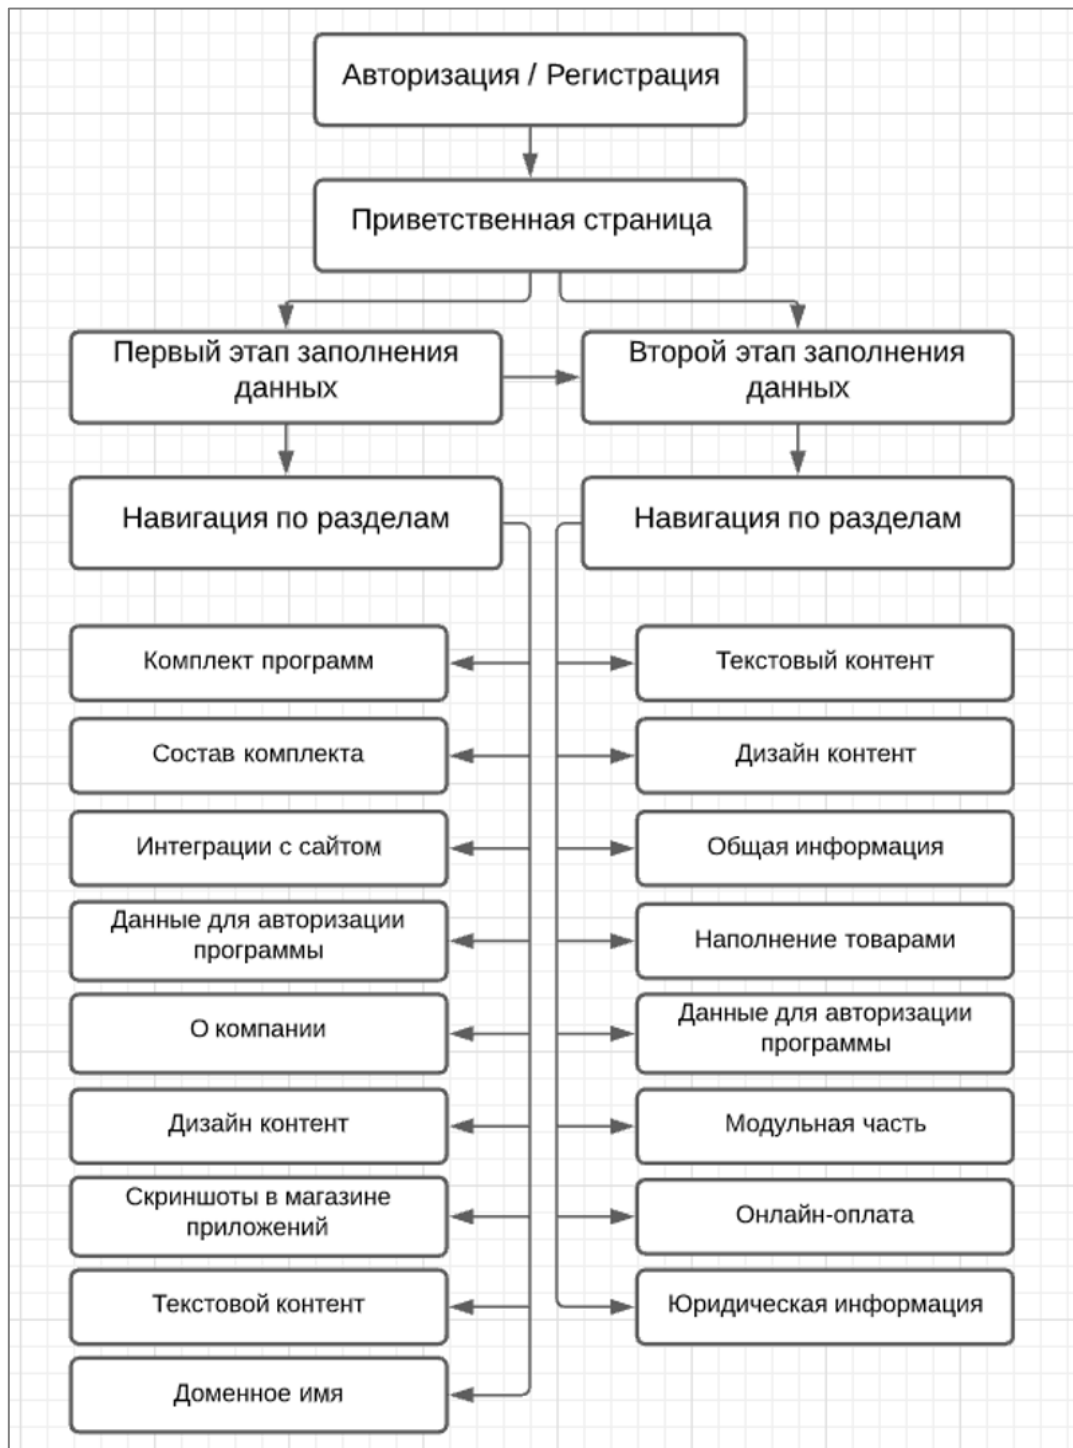 Авторизация / Регистрация
Приветственная страница
Первый этап заполнения
данных
Второй этап заполнения
данных
Навигация по разделам
Навигация по разделам
Комплект программ
Состав комплекта
Интеграции с сайтом
Данные для авторизации
программы
О компании
Дизайн контент
Скриншоты в магазине
приложений
Текстовой контент
Доменное имя
Текстовый контент
Дизайн контент
Общая информация
Наполнение товарами
Данные для авторизации
программы
Модульная часть
Онлайн-оплата
Юридическая информация